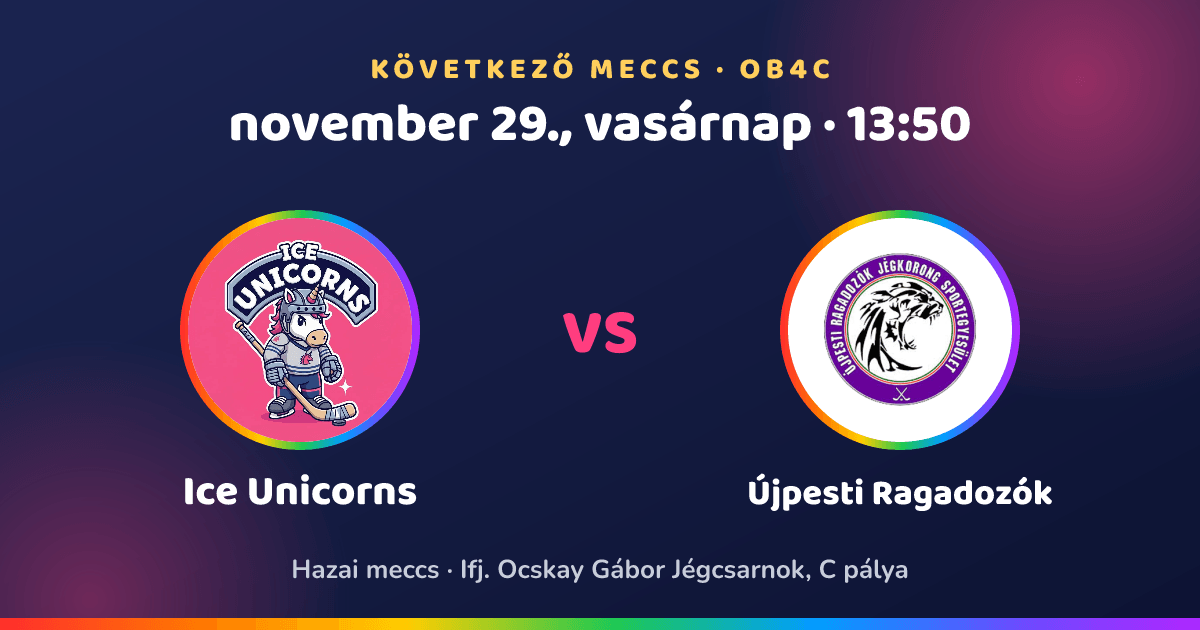 KÖVETKEZŐ MECCS · OB4C
november 29., vasárnap · 13:50
ICE
UNICORNS
VS
ÚJPESTI RAGADOZÓK JÉGKORONG SPORTEGYESÜLET
Ice Unicorns
Újpesti Ragadozók
Hazai meccs · Ifj. Ocskay Gábor Jégcsarnok, C pálya